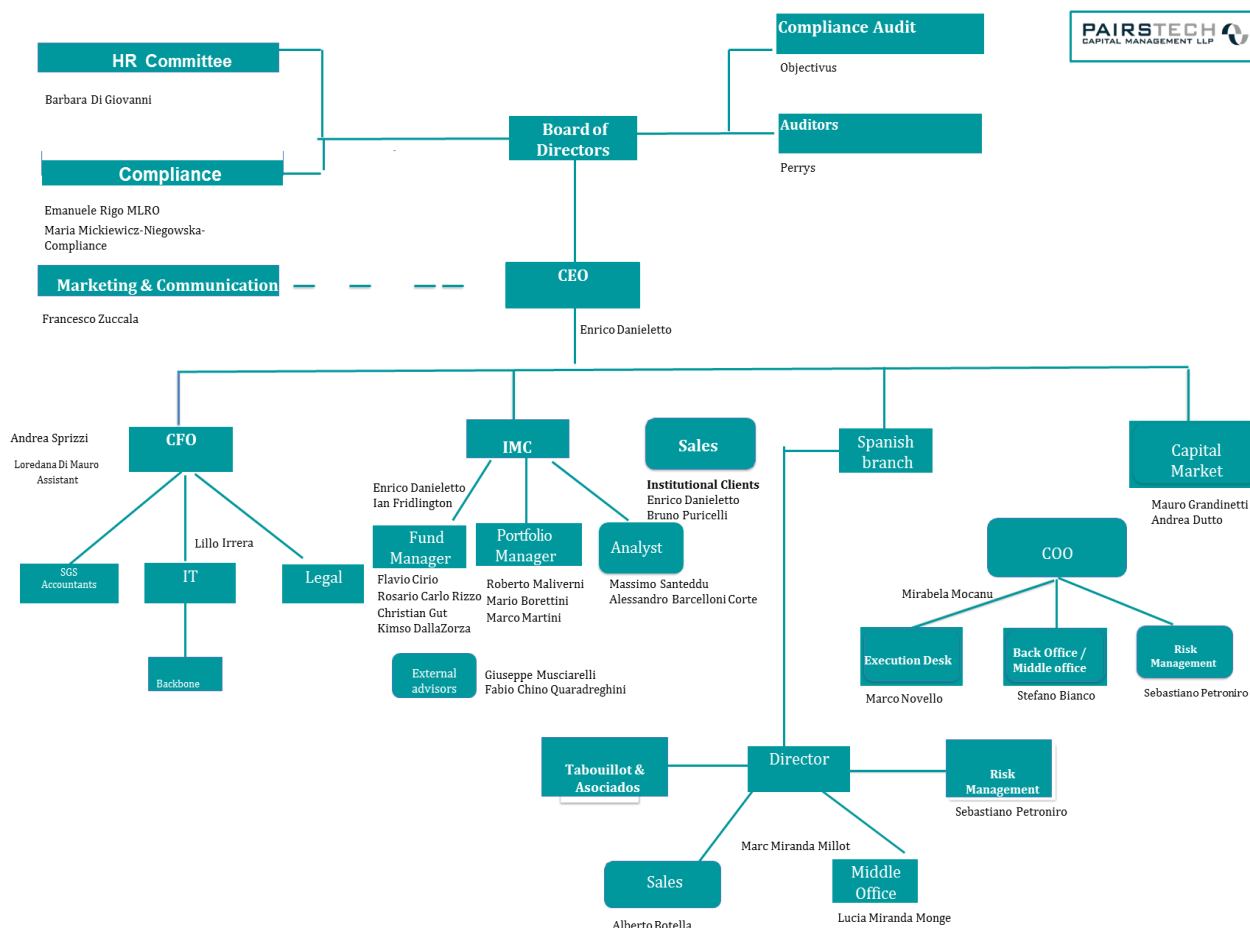 PAIRSTECH
CAPITAL MANAGEMENT LLP
HR Committee
Barbara Di Giovanni
Compliance Audit
Objectivus
Board of
Directors
Auditors
Perrys
Compliance
Emanuele Rigo MLRO
Maria Mickiewicz-Niegowska-
Compliance
Marketing & Communication
Francesco Zuccala
CEO
Enrico Danieletto
Andrea Sprizzi
Loredana Di Mauro
Assistant
CFO
Lillo Irrera
SGS
Accountants
IT
Legal
Backbone
IMC
Enrico Danieletto
Ian Fridlington
Fund
Manager
Flavio Cirio
Rosario Carlo Rizzo
Christian Gut
Kimso DallaZorza
Portfolio
Manager
Roberto Maliverni
Mario Borettini
Marco Martini
Analyst
Massimo Santeddu
Alessandro Barcelloni Corte
External
advisors
Giuseppe Musciarelli
Fabio Chino Quaradreghini
Sales
Institutional Clients
Enrico Danieletto
Bruno Puricelli
Spanish
branch
Capital
Market
Mauro Grandinetti
Andrea Dutto
COO
Mirabela Mocanu
Execution Desk
Marco Novello
Back Office /
Middle office
Stefano Bianco
Risk
Management
Sebastiano Petroniro
Tabouillot &
Asociados
Director
Marc Miranda Millot
Risk
Management
Sebastiano Petroniro
Sales
Alberto Botella
Middle
Office
Lucia Miranda Monge